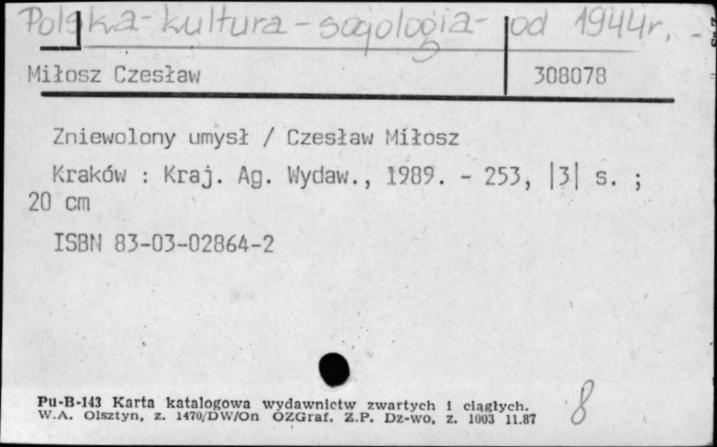 Polska - kultura - socjologia - od 1944r.
Miłosz Czesław 308078
Zniewolony umysł / Czesław Miłosz
Kraków : Kraj. Ag. Wydaw., 1989. - 253, |3| s. ;
20 cm
ISBN 83-03-02864-2
Pu-B-143 Karta katalogowa wydawnictw zwartych i ciągłych.
W.A. Olsztyn, z. 1470/DW/On OZGraf. Z.P. Dz-wo, z. 1003 11.87
8